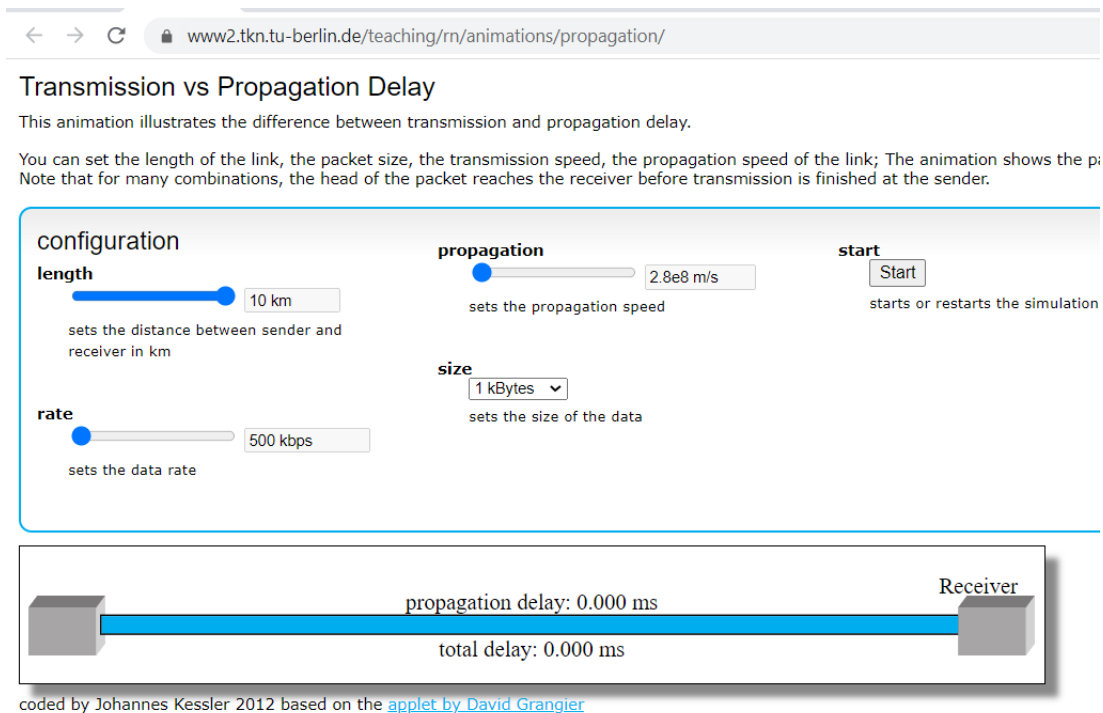 www2.tkn.tu-berlin.de/teaching/rn/animations/propagation/
Transmission vs Propagation Delay
This animation illustrates the difference between transmission and propagation delay.
You can set the length of the link, the packet size, the transmission speed, the propagation speed of the link; The animation shows the
Note that for many combinations, the head of the packet reaches the receiver before transmission is finished at the sender.
configuration
length
10 km
sets the distance between sender and
receiver in km
rate
500 kbps
sets the data rate
propagation
2.8e8 m/s
sets the propagation speed
size
1 kBytes
sets the size of the data
start
Start
starts or restarts the simulation
Receiver
propagation delay: 0.000 ms
total delay: 0.000 ms
coded by Johannes Kessler 2012 based on the applet by David Grangier